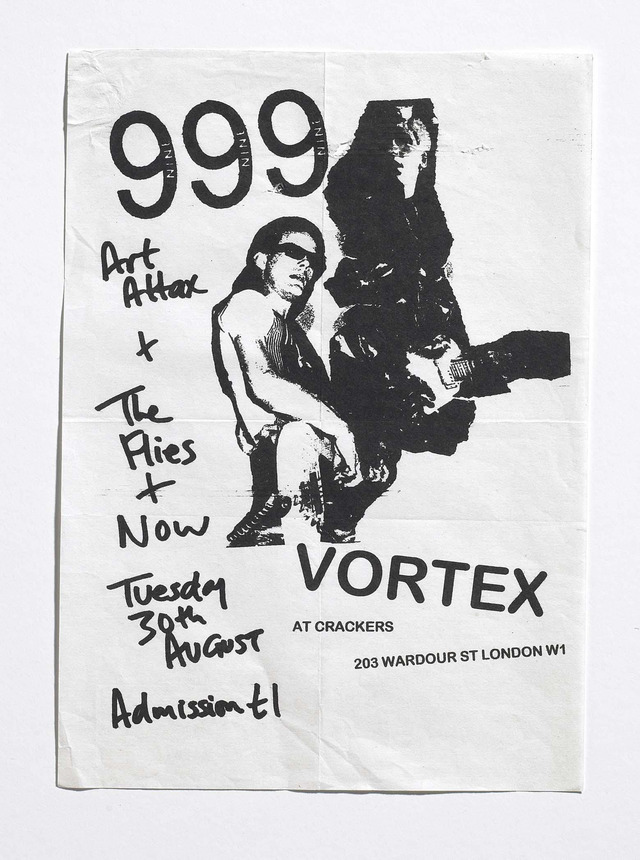 999
NINE NINE NINE
Art
Attax
+
The
Flies
+
Now
Tuesday
30th
AUGUST
Admission £1
VORTEX
AT CRACKERS
203 WARDOUR ST LONDON W1